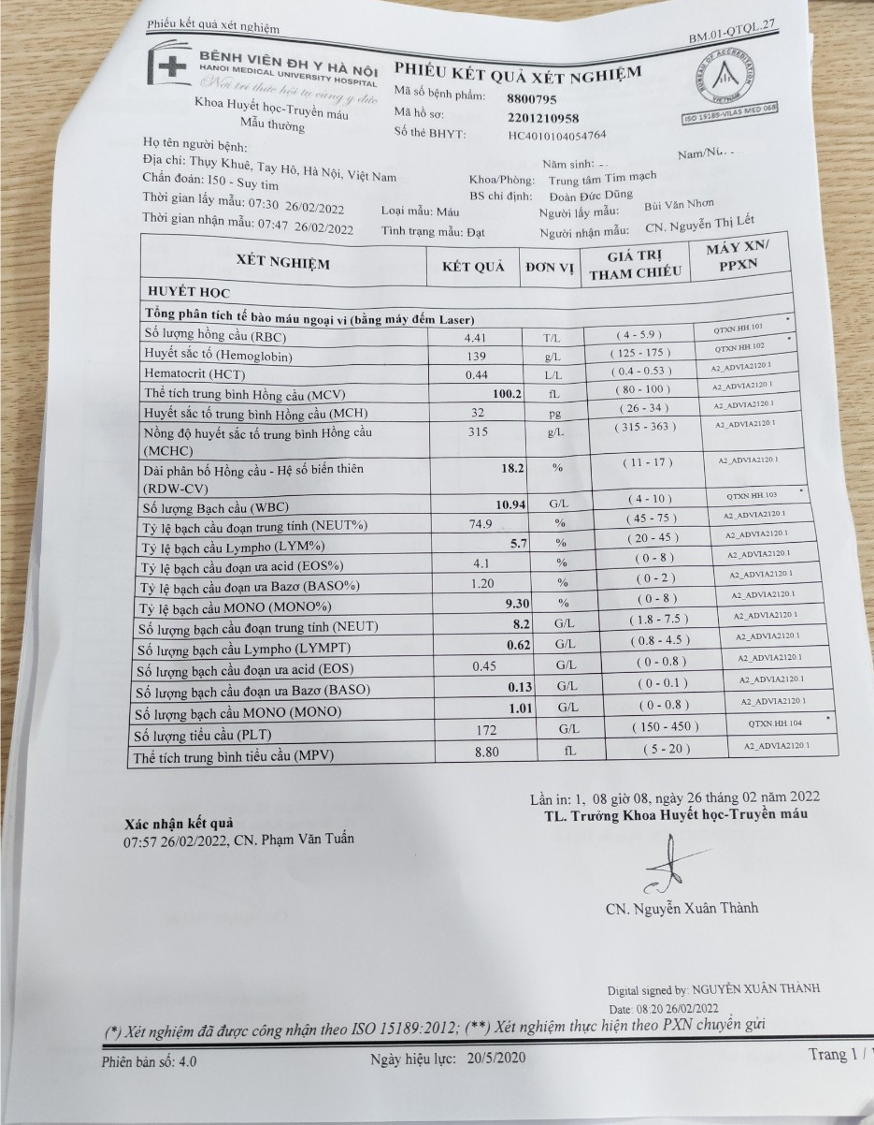 Phiếu kết quả xét nghiệm
BM.01-QTQL.27
BỆNH VIỆN ĐH Y HÀ NỘI
HANOI MEDICAL UNIVERSITY HOSPITAL
Nơi tri thức hội tụ cùng y đức
Khoa Huyết học-Truyền máu
Mẫu thường
PHIẾU KẾT QUẢ XÉT NGHIỆM
Mã số bệnh phẩm: 8800795
Mã hồ sơ: 2201210958
Số thẻ BHYT: HC4010104054764
BUREAU OF ACCREDITATION
VIETNAM
ISO 15189-VILAS MED 068
Họ tên người bệnh:
Năm sinh:
Địa chỉ: Thụy Khuê, Tay Hô, Hà Nội, Việt Nam
Khoa/Phòng: Trung tâm Tim mạch
Chẩn đoán: I50 - Suy tim
BS chỉ định: Đoàn Đức Dũng
Thời gian lấy mẫu: 07:30 26/02/2022
Loại mẫu: Máu
Người lấy mẫu: Bùi Văn Nhơn
Thời gian nhận mẫu: 07:47 26/02/2022
Tình trạng mẫu: Đạt
Người nhận mẫu: CN. Nguyễn Thị Lết
XÉT NGHIỆM KẾT QUẢ ĐƠN VỊ GIÁ TRỊ THAM CHIẾU MÁY XN/ PPXN
HUYẾT HỌC
Tổng phân tích tế bào máu ngoại vi (bằng máy đếm Laser)
Số lượng hồng cầu (RBC) 4.41 T/L ( 4 - 5.9 ) QTXN.HH.101 *
Huyết sắc tố (Hemoglobin) 139 g/L ( 125 - 175 ) QTXN.HH.102 *
Hematocrit (HCT) 0.44 L/L ( 0.4 - 0.53 ) A2_ADVIA2120.1
Thể tích trung bình Hồng cầu (MCV) 100.2 fL ( 80 - 100 ) A2_ADVIA2120.1
Huyết sắc tố trung bình Hồng cầu (MCH) 32 pg ( 26 - 34 ) A2_ADVIA2120.1
Nồng độ huyết sắc tố trung bình Hồng cầu (MCHC) 315 g/L ( 315 - 363 ) A2_ADVIA2120.1
Dải phân bố Hồng cầu - Hệ số biến thiên (RDW-CV) 18.2 % ( 11 - 17 ) A2_ADVIA2120.1
Số lượng Bạch cầu (WBC) 10.94 G/L ( 4 - 10 ) QTXN.HH.103 *
Tỷ lệ bạch cầu đoạn trung tính (NEUT%) 74.9 % ( 45 - 75 ) A2_ADVIA2120.1
Tỷ lệ bạch cầu Lympho (LYM%) 5.7 % ( 20 - 45 ) A2_ADVIA2120.1
Tỷ lệ bạch cầu đoạn ưa acid (EOS%) 4.1 % ( 0 - 8 ) A2_ADVIA2120.1
Tỷ lệ bạch cầu đoạn ưa Bazơ (BASO%) 1.20 % ( 0 - 2 ) A2_ADVIA2120.1
Tỷ lệ bạch cầu MONO (MONO%) 9.30 % ( 0 - 8 ) A2_ADVIA2120.1
Số lượng bạch cầu đoạn trung tính (NEUT) 8.2 G/L ( 1.8 - 7.5 ) A2_ADVIA2120.1
Số lượng bạch cầu Lympho (LYMPT) 0.62 G/L ( 0.8 - 4.5 ) A2_ADVIA2120.1
Số lượng bạch cầu đoạn ưa acid (EOS) 0.45 G/L ( 0 - 0.8 ) A2_ADVIA2120.1
Số lượng bạch cầu đoạn ưa Bazơ (BASO) 0.13 G/L ( 0 - 0.1 ) A2_ADVIA2120.1
Số lượng bạch cầu MONO (MONO) 1.01 G/L ( 0 - 0.8 ) A2_ADVIA2120.1
Số lượng tiểu cầu (PLT) 172 G/L ( 150 - 450 ) QTXN.HH.104 *
Thể tích trung bình tiểu cầu (MPV) 8.80 fL ( 5 - 20 ) A2_ADVIA2120.1
Lần in: 1, 08 giờ 08, ngày 26 tháng 02 năm 2022
Xác nhận kết quả
TL. Trưởng Khoa Huyết học-Truyền máu
07:57 26/02/2022, CN. Phạm Văn Tuấn
CN. Nguyễn Xuân Thành
Digital signed by: NGUYỄN XUÂN THÀNH
Date: 08:20 26/02/2022
(*) Xét nghiệm đã được công nhận theo ISO 15189:2012; (**) Xét nghiệm thực hiện theo PXN chuyển gửi
Phiên bản số: 4.0
Ngày hiệu lực: 20/5/2020
Trang 1 /